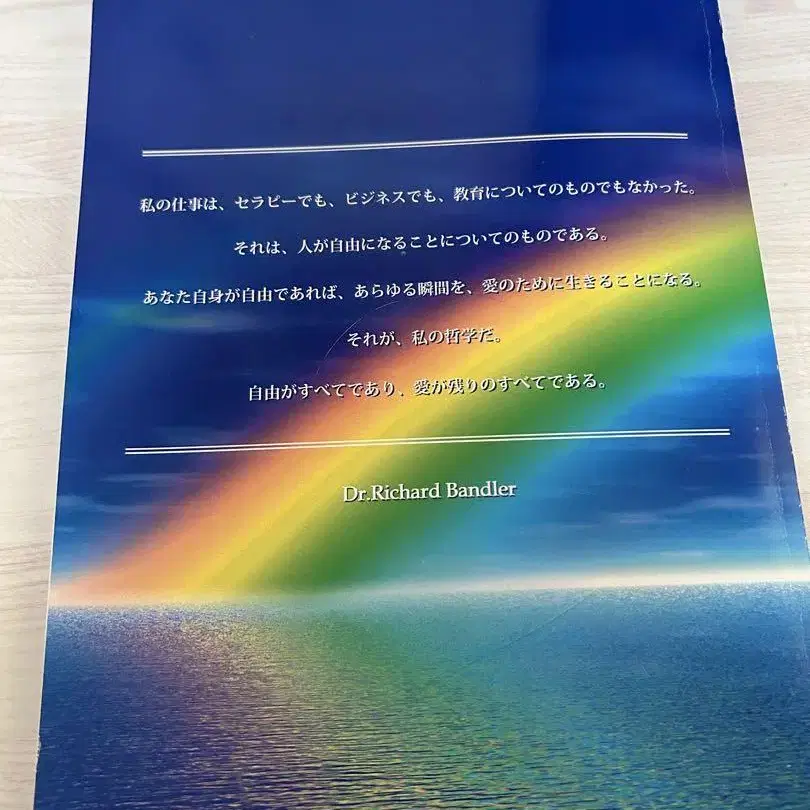 私の仕事は、セラピーでも、ビジネスでも、教育についてのものでもなかった。
それは、人が自由になることについてのものである。
あなた自身が自由であれば、あらゆる瞬間を、愛のために生きることになる。
それが、私の哲学だ。
自由がすべてであり、愛が残りのすべてである。
Dr.Richard Bandler